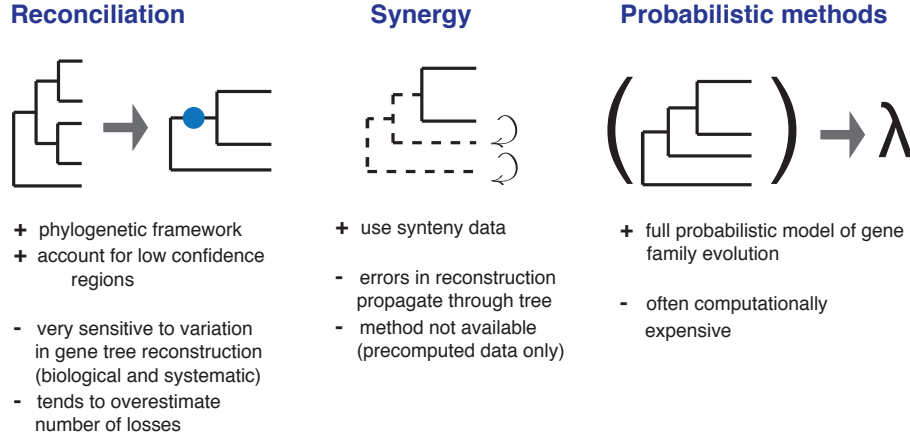 Reconciliation
+ phylogenetic framework
+ account for low confidence
regions
- very sensitive to variation
in gene tree reconstruction
(biological and systematic)
- tends to overestimate
number of losses
Synergy
+ use synteny data
- errors in reconstruction
propagate through tree
- method not available
(precomputed data only)
Probabilistic methods
( ) λ
+ full probabilistic model of gene
family evolution
- often computationally
expensive